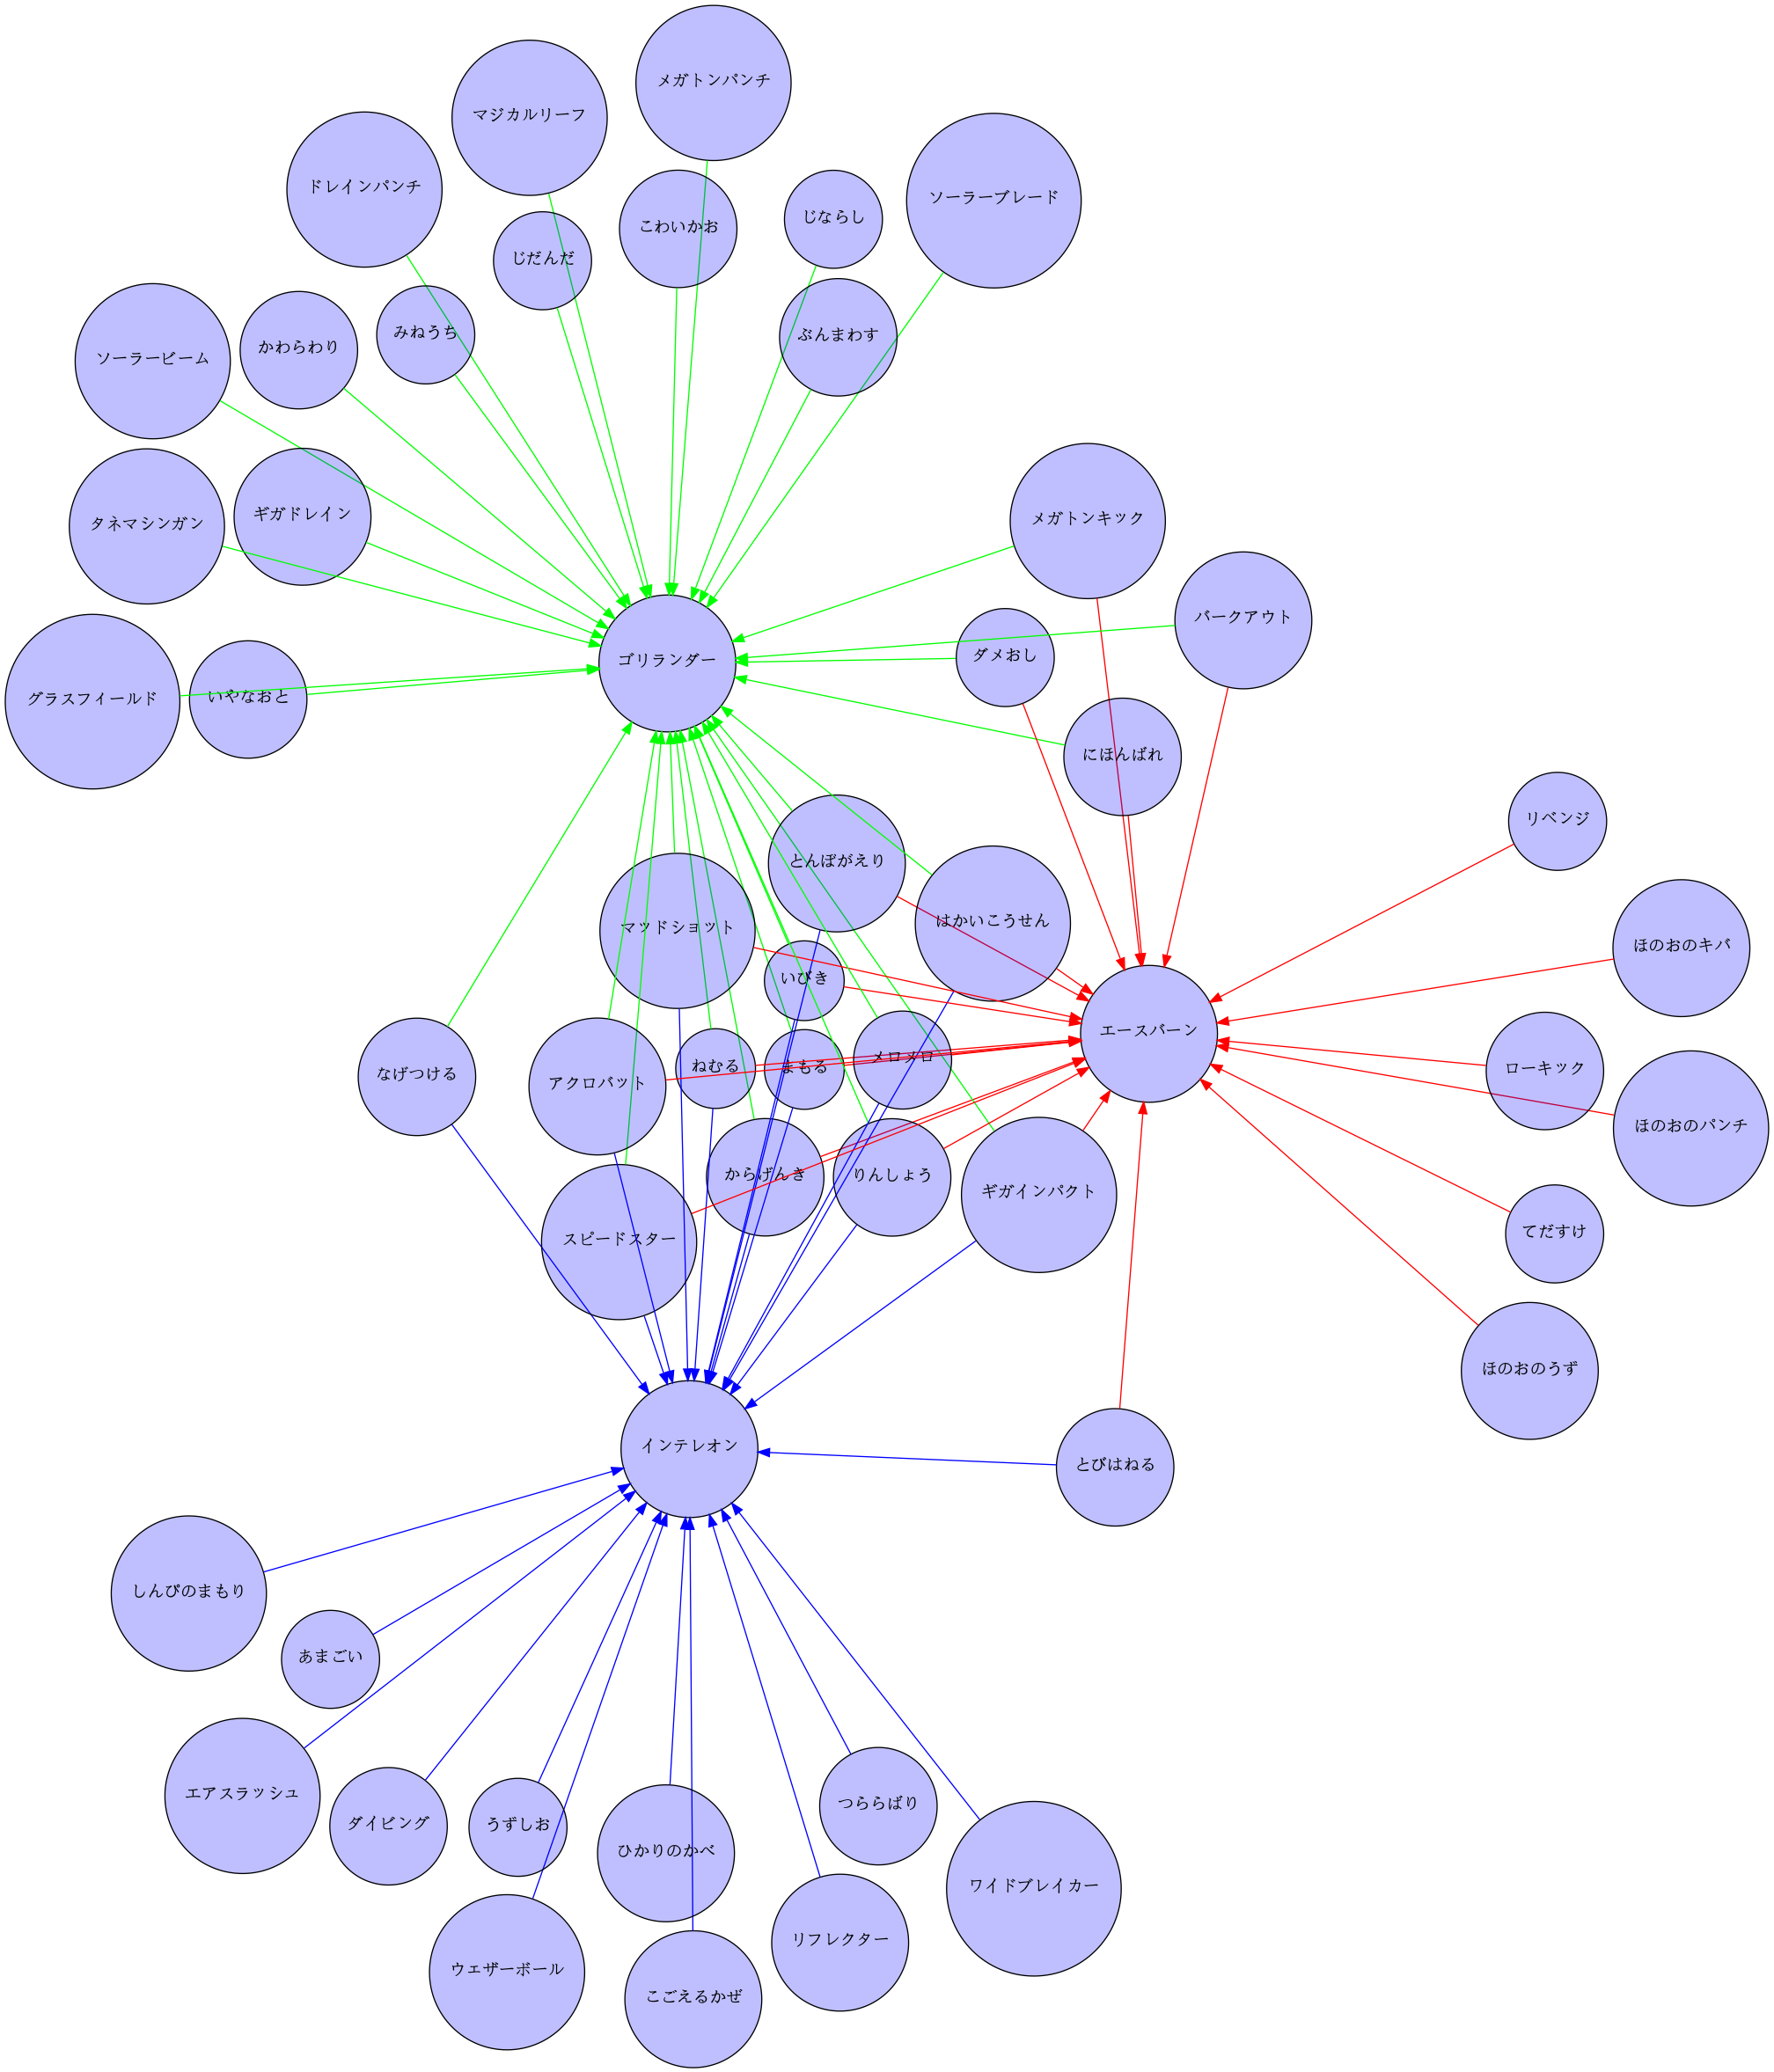 メガトンパンチ
マジカルリーフ
ドレインパンチ
ソーラーブレード
じならし
こわいかお
じだんだ
みねうち
ぶんまわす
かわらわり
ソーラービーム
ギガドレイン
メガトンキック
タネマシンガン
バークアウト
ダメおし
ゴリランダー
いやなおと
グラスフィールド
にほんばれ
リベンジ
とんぼがえり
はかいこうせん
マッドショット
ほのおのキバ
いびき
エースバーン
メロメロ
ねむる
まもる
なげつける
アクロバット
ローキック
ほのおのパンチ
からげんき
りんしょう
ギガインパクト
てだすけ
スピードスター
ほのおのうず
インテレオン
とびはねる
しんぴのまもり
あまごい
エアスラッシュ
つららばり
ダイビング
うずしお
ひかりのかべ
ワイドブレイカー
リフレクター
ウェザーボール
こごえるかぜ